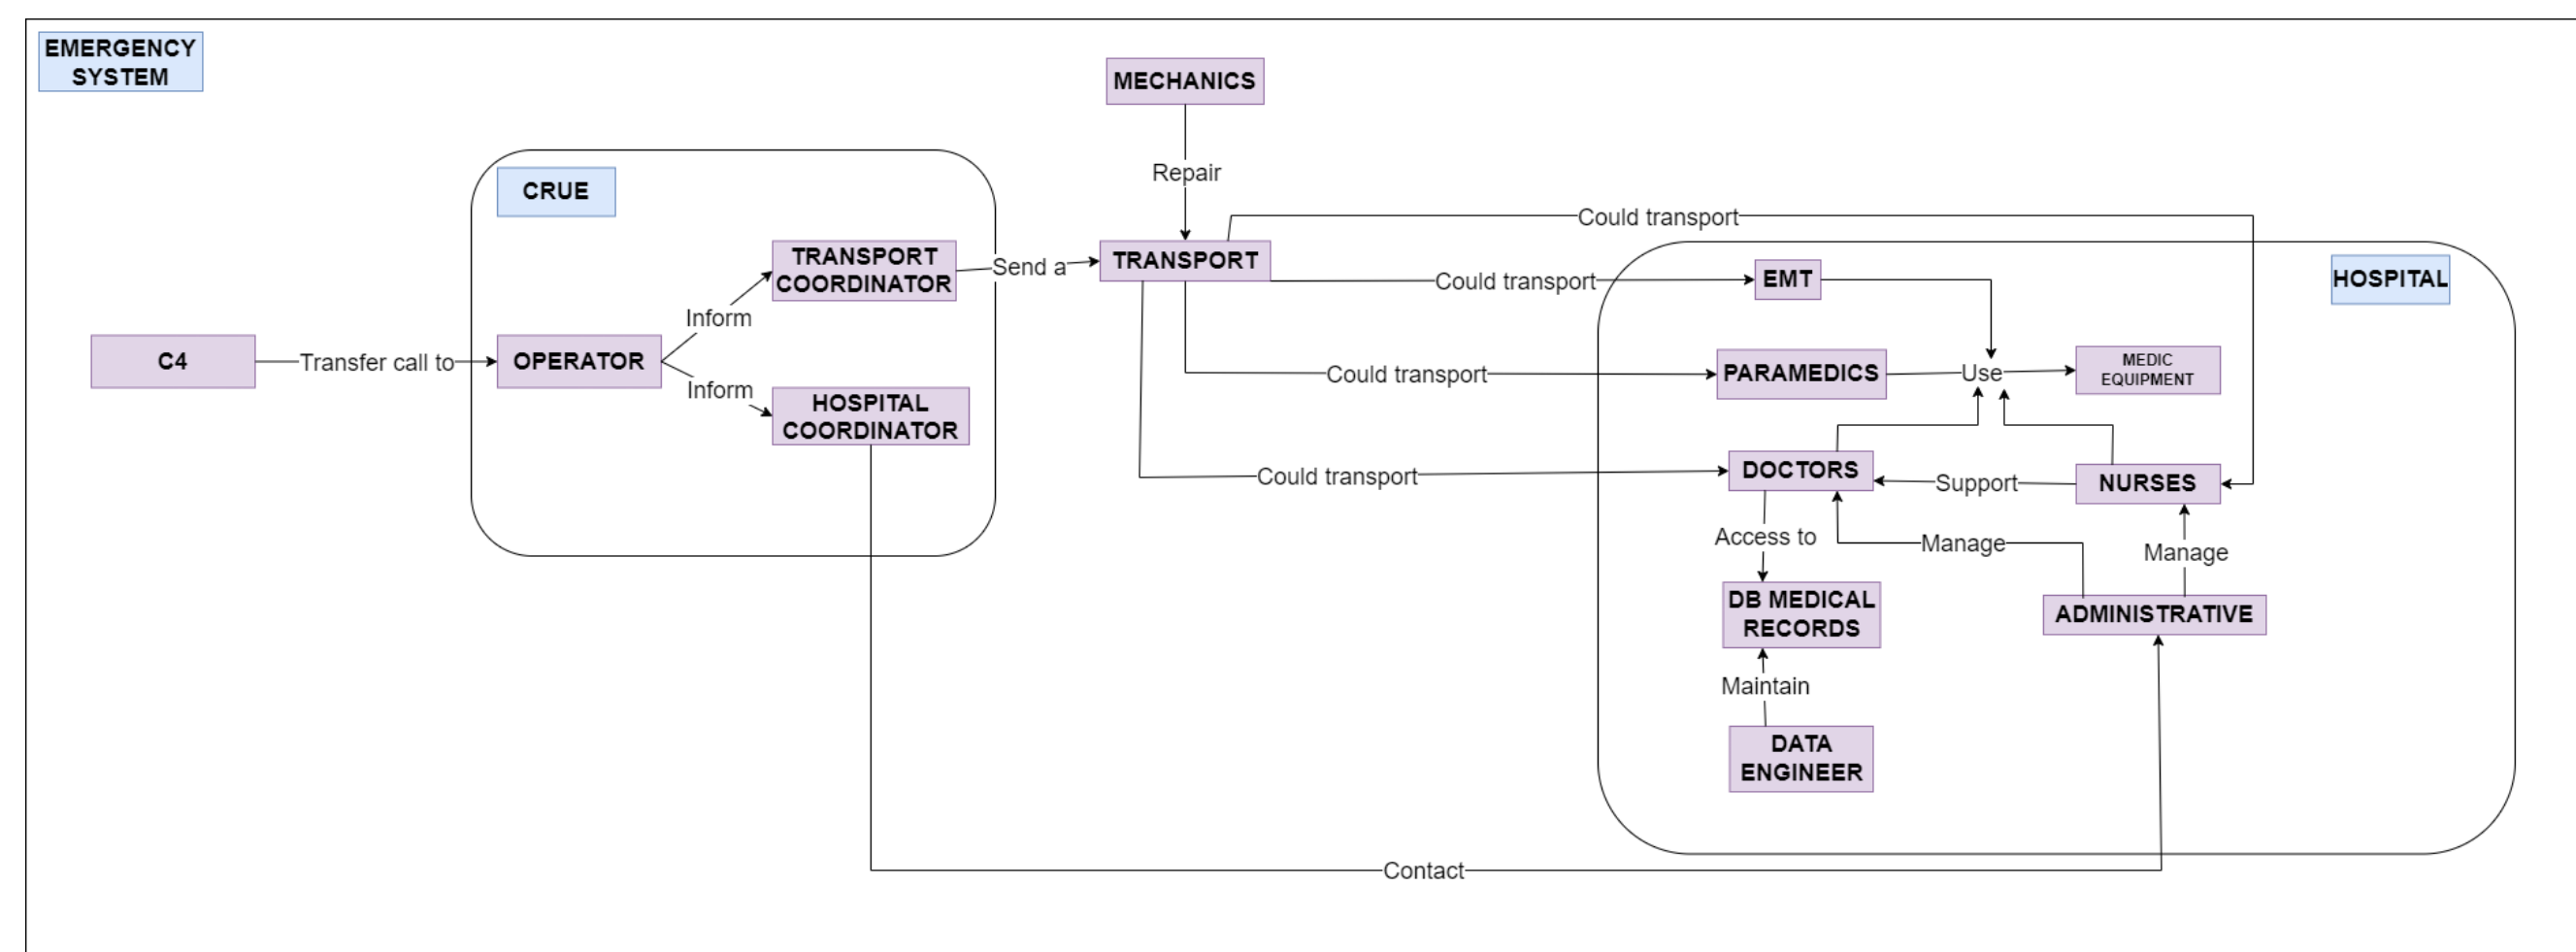 EMERGENCY
SYSTEM
MECHANICS
Repair
CRUE
TRANSPORT
COORDINATOR
Send a
TRANSPORT
Could transport
Could transport
EMT
HOSPITAL
Inform
C4
Transfer call to
OPERATOR
Inform
HOSPITAL
COORDINATOR
Could transport
PARAMEDICS
Use
MEDIC
EQUIPMENT
Could transport
DOCTORS
Support
NURSES
Access to
Manage
Manage
DB MEDICAL
RECORDS
ADMINISTRATIVE
Maintain
DATA
ENGINEER
Contact